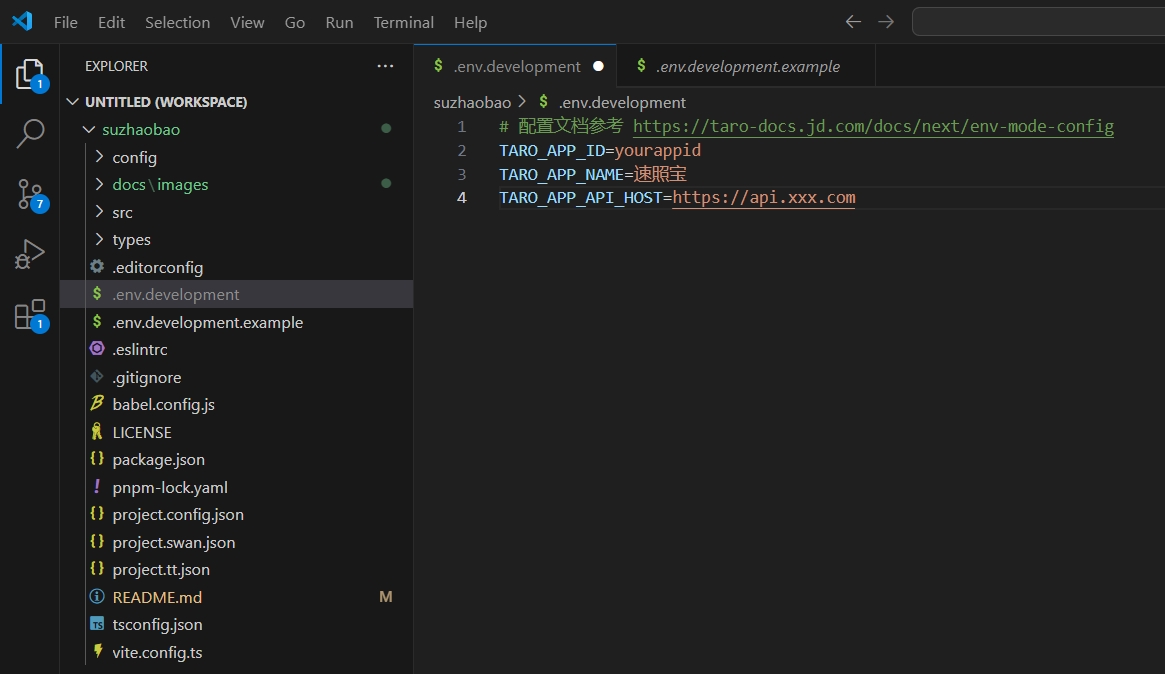 File Edit Selection View Go Run Terminal Help
EXPLORER
1
7
1
UNTITLED (WORKSPACE)
suzhaobao
config
docs\images
src
types
.editorconfig
$ .env.development
$ .env.development.example
.eslintrc
.gitignore
babel.config.js
LICENSE
{} package.json
! pnpm-lock.yaml
{} project.config.json
{} project.swan.json
{} project.tt.json
README.md M
TS tsconfig.json
vite.config.ts
$ .env.development $ .env.development.example
suzhaobao > $ .env.development
1 # 配置文档参考 https://taro-docs.jd.com/docs/next/env-mode-config
2 TARO_APP_ID=yourappid
3 TARO_APP_NAME=速照宝
4 TARO_APP_API_HOST=https://api.xxx.com